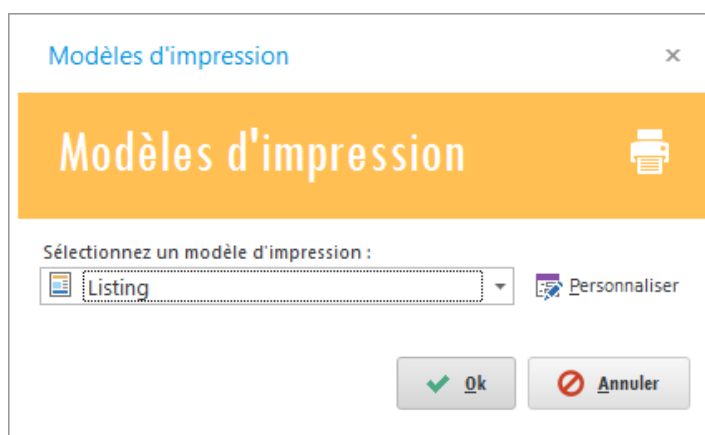 Modèles d'impression
Modèles d'impression
Sélectionnez un modèle d'impression :
Listing
Personnaliser
Ok
Annuler